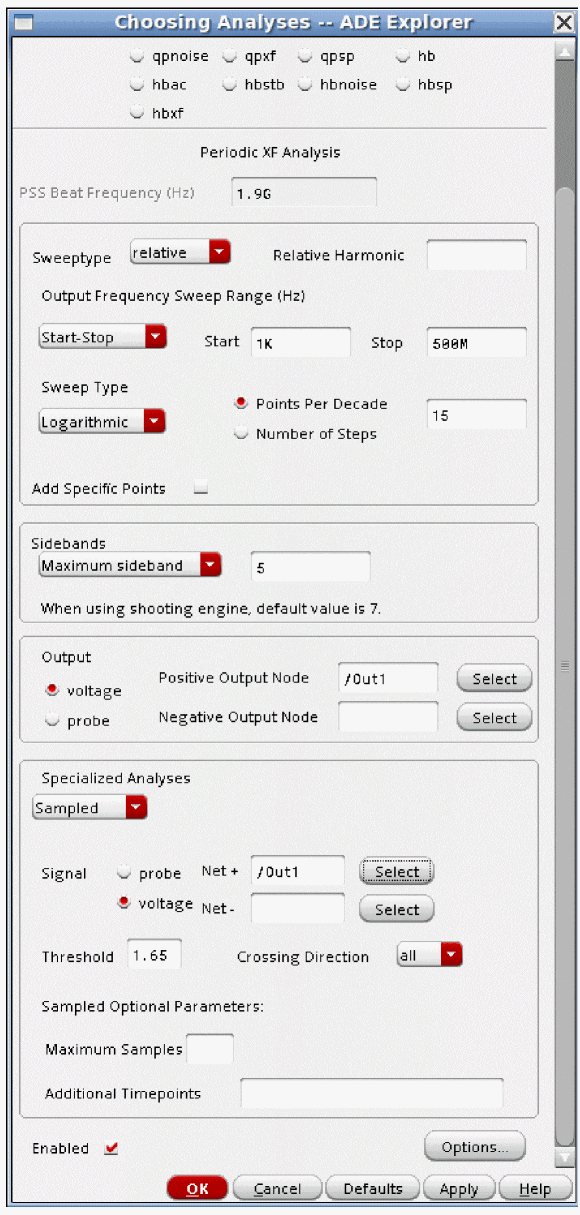 Choosing Analyses -- ADE Explorer
qpnoise qpxf qpsp hb
hbac hbstb hbnoise hbsp
hbxf
Periodic XF Analysis
PSS Beat Frequency (Hz) 1.9G
Sweeptype relative Relative Harmonic
Output Frequency Sweep Range (Hz)
Start-Stop Start 1K Stop 500M
Sweep Type
Points Per Decade
Logarithmic 15
Number of Steps
Add Specific Points
Sidebands
Maximum sideband 5
When using shooting engine, default value is 7.
Output
voltage Positive Output Node /Out1 Select
probe Negative Output Node Select
Specialized Analyses
Sampled
Signal probe Net + /Out1 Select
voltage Net - Select
Threshold 1.65 Crossing Direction all
Sampled Optional Parameters:
Maximum Samples
Additional Timepoints
Enabled Options...
OK Cancel Defaults Apply Help